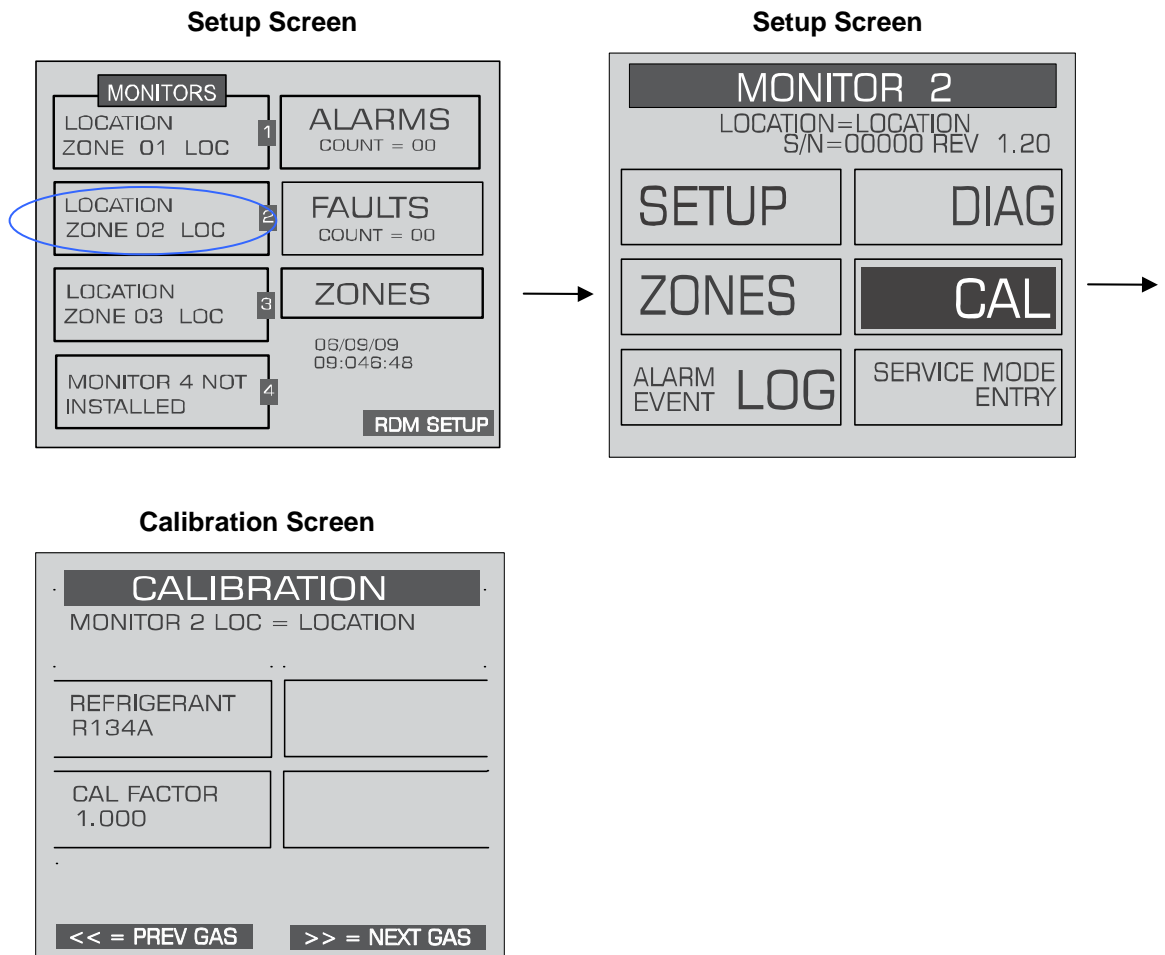 Setup Screen
MONITORS
LOCATION
ZONE 01 LOC
1
LOCATION
ZONE 02 LOC
2
LOCATION
ZONE 03 LOC
3
MONITOR 4 NOT
INSTALLED
4
ALARMS
COUNT = 00
FAULTS
COUNT = 00
ZONES
06/09/09
09:046:48
RDM SETUP
Setup Screen
MONITOR 2
LOCATION=LOCATION
S/N=00000 REV 1.20
SETUP
DIAG
ZONES
CAL
ALARM
EVENT
LOG
SERVICE MODE
ENTRY
Calibration Screen
CALIBRATION
MONITOR 2 LOC = LOCATION
REFRIGERANT
R134A
CAL FACTOR
1.000
<< = PREV GAS
>> = NEXT GAS